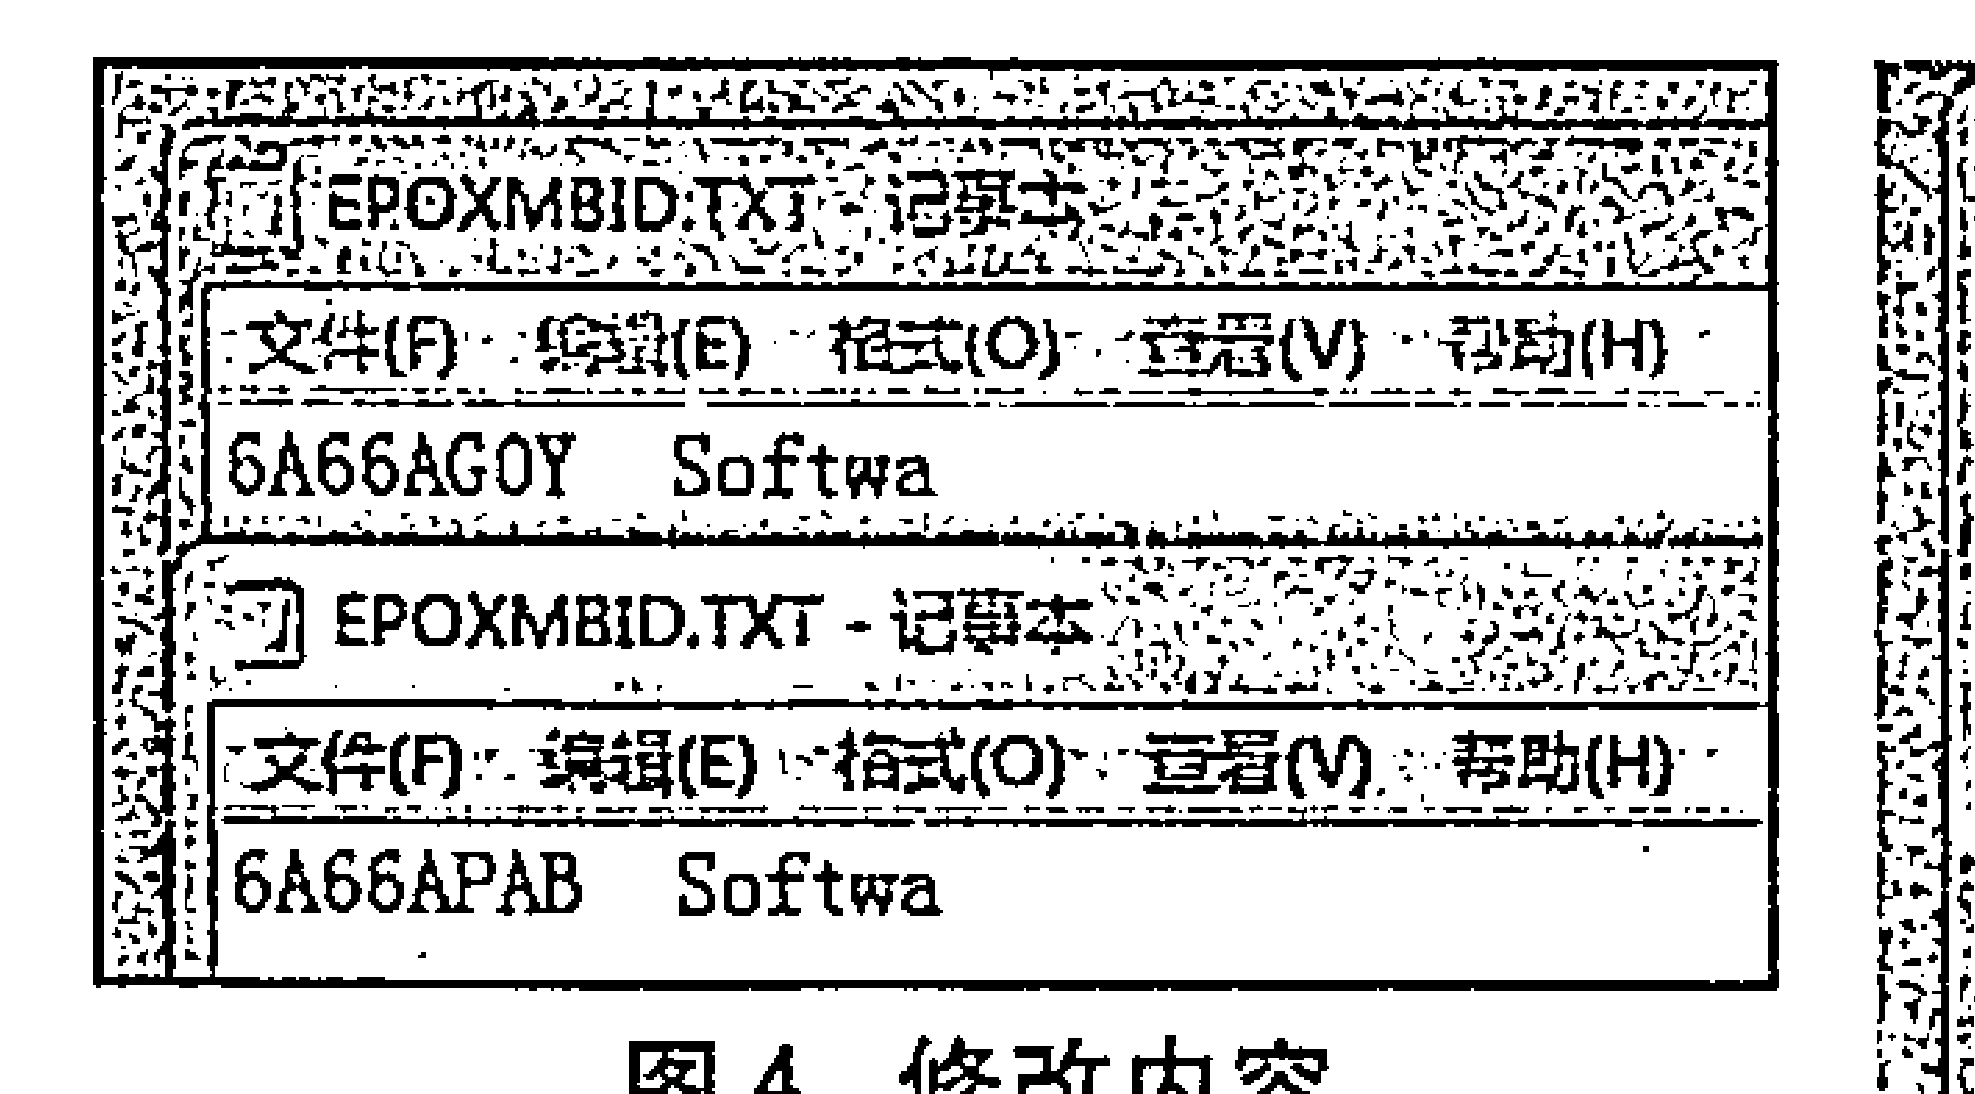 EPOXMBID.TXT - 记事本
文件(F) 编辑(E) 格式(O) 查看(V) 帮助(H)
6A66AG0Y Softwa
EPOXMBID.TXT - 记事本
文件(F) 编辑(E) 格式(O) 查看(V) 帮助(H)
6A66APAB Softwa
图 4 修改内容